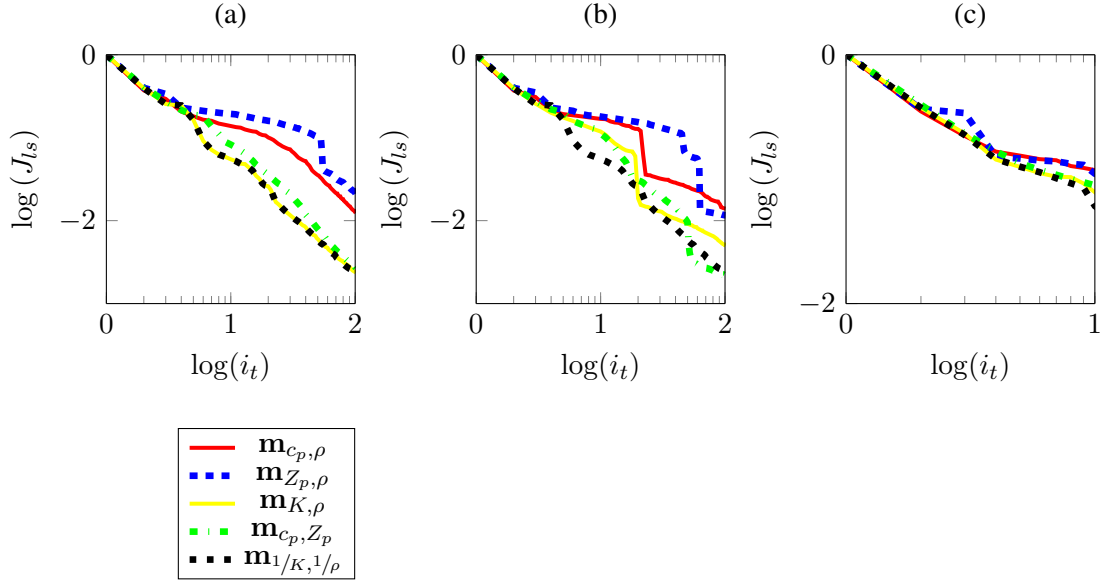 (a) (b) (c)
0 −2 log (J_ls) 0 1 2 log(i_t)
0 −2 log (J_ls) 0 1 2 log(i_t)
0 −2 log (J_ls) 0 1 log(i_t)
m_{c_p,ρ}
m_{Z_p,ρ}
m_{K,ρ}
m_{c_p,Z_p}
m_{1/K,1/ρ}